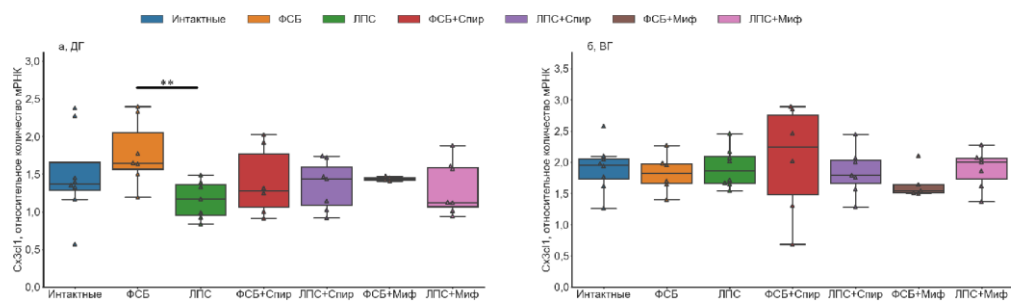 Интактные ФСБ ЛПС ФСБ+Спир ЛПС+Спир ФСБ+Миф ЛПС+Миф
а, ДГ
Cx3cl1, относительное количество мРНК
3,0
2,5
2,0
1,5
1,0
0,5
0,0
**
Интактные ФСБ ЛПС ФСБ+Спир ЛПС+Спир ФСБ+Миф ЛПС+Миф
б, ВГ
Cx3cl1, относительное количество мРНК
3,5
3,0
2,5
2,0
1,5
1,0
0,5
0,0
Интактные ФСБ ЛПС ФСБ+Спир ЛПС+Спир ФСБ+Миф ЛПС+Миф